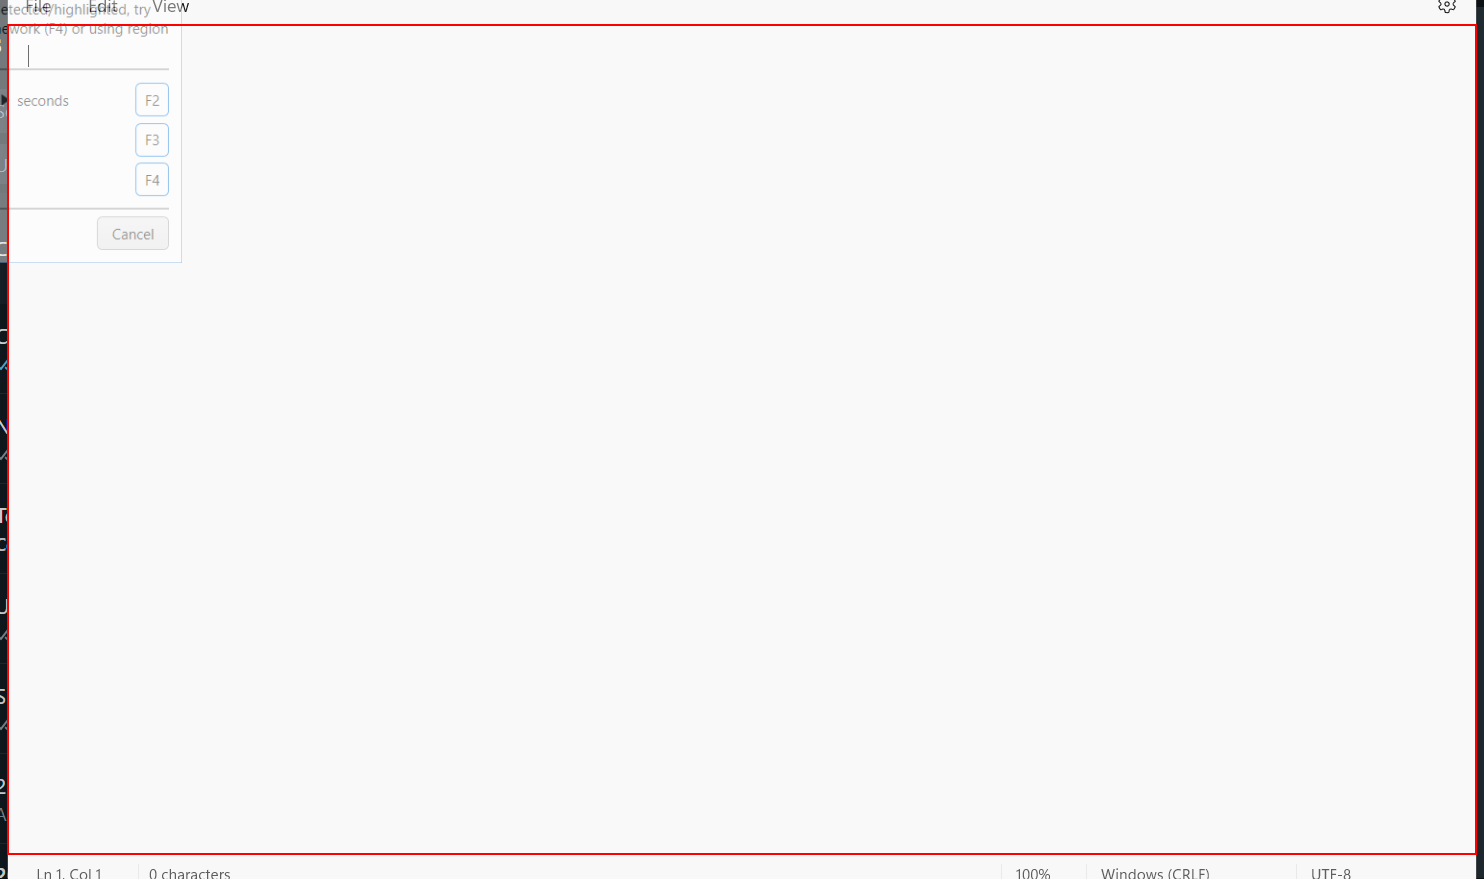 File Edit View
etected/highlighted, try
ework (F4) or using region
seconds F2
F3
F4
Cancel
Ln 1, Col 1 0 characters 100% Windows (CRLF) UTF-8